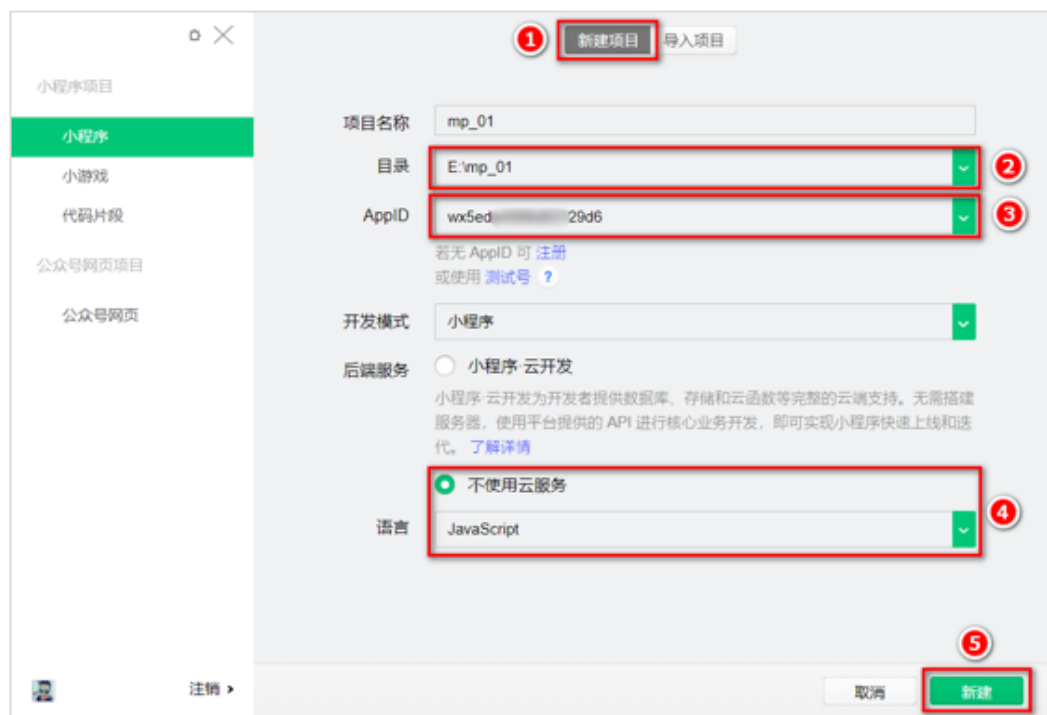 小程序项目
小程序
小游戏
代码片段
公众号网页项目
公众号网页
注销
1
新建项目
导入项目
项目名称
mp_01
目录
E:\mp_01
2
AppID
wx5ed 29d6
3
若无 AppID 可 注册
或使用 测试号 ?
开发模式
小程序
后端服务
小程序·云开发
小程序·云开发为开发者提供数据库、存储和云函数等完整的云端支持。无需搭建
服务器,使用平台提供的 API 进行核心业务开发,即可实现小程序快速上线和迭
代。 了解详情
不使用云服务
4
语言
JavaScript
5
取消
新建